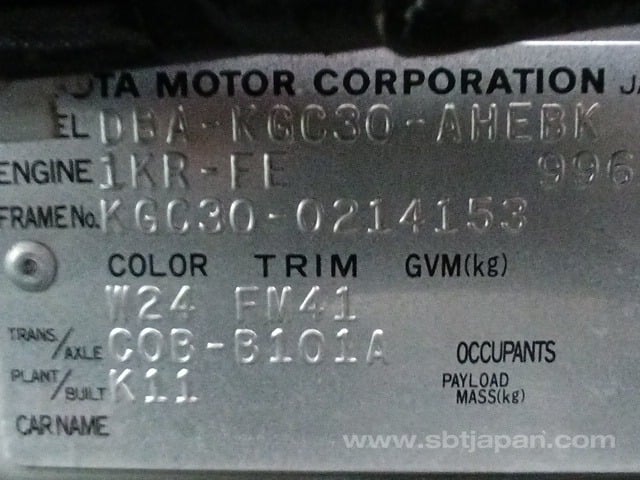 OTA MOTOR CORPORATION JA
EL DBA-KGC30-AHEBK
ENGINE 1KR-FE 996
FRAME No. KGC30-0214153
COLOR TRIM GVM(kg)
W24 FM41
TRANS/AXLE C0B-B101A OCCUPANTS
PLANT/BUILT K11 PAYLOAD MASS(kg)
CAR NAME
www.sbtjapan.com